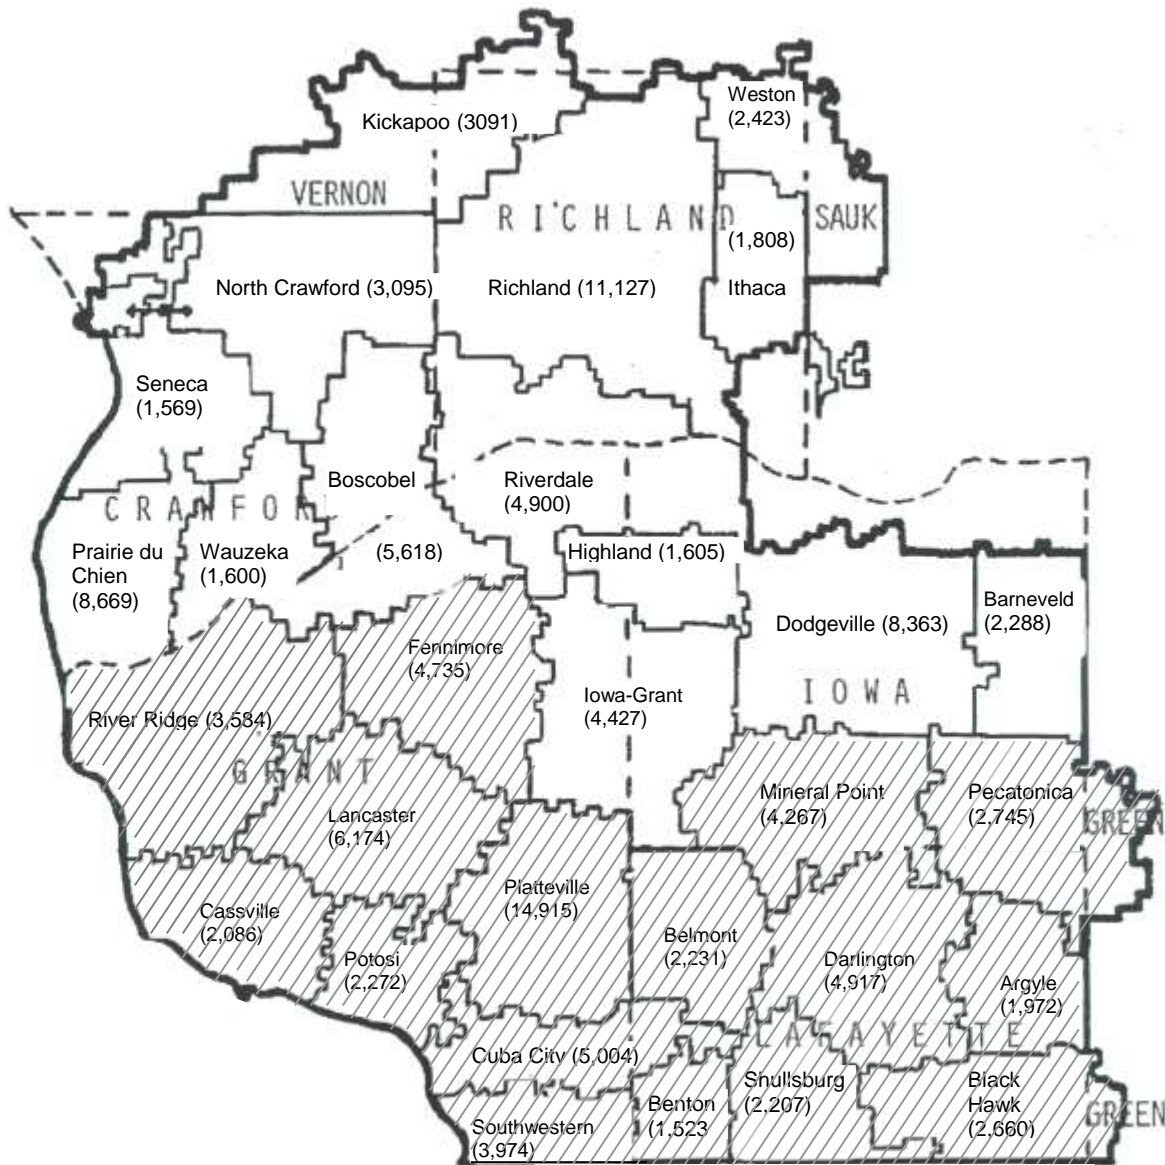 Weston
(2,423)
Kickapoo (3091)
VERNON
RICHLAND
SAUK
(1,808)
Ithaca
North Crawford (3,095)
Richland (11,127)
Seneca
(1,569)
Boscobel
(5,618)
Riverdale
(4,900)
CRAWFOR
Prairie du
Chien
(8,669)
Wauzeka
(1,600)
Highland (1,605)
Barneveld
(2,288)
Dodgeville (8,363)
Fennimore
(4,735)
Iowa-Grant
(4,427)
IOWA
River Ridge (3,584)
GRANT
Mineral Point
(4,267)
Pecatonica
(2,745)
GREEN
Lancaster
(6,174)
Platteville
(14,915)
Cassville
(2,086)
Potosi
(2,272)
Belmont
(2,231)
Darlington
(4,917)
Argyle
(1,972)
LAFAYETTE
Cuba City (5,004)
Shullsburg
(2,207)
Black
Hawk
(2,660)
Benton
(1,523
Southwestern
(3,974)
GREEN